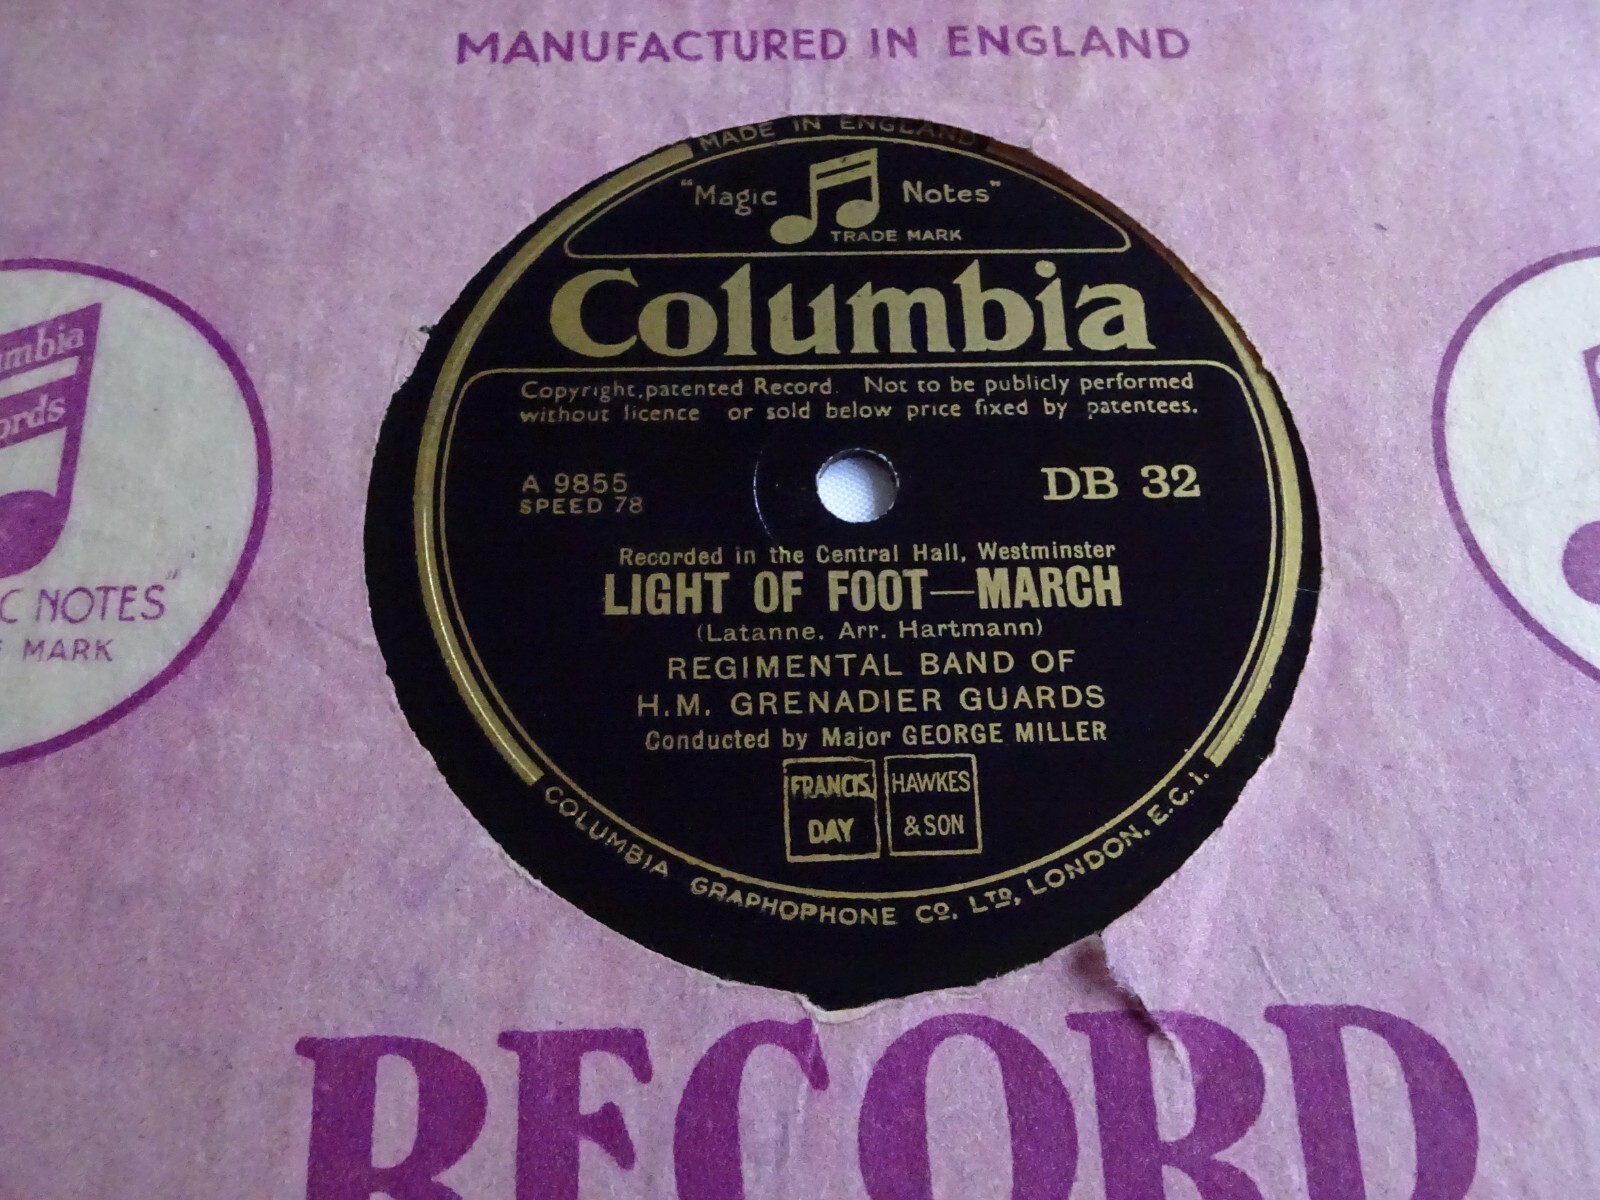 MANUFACTURED IN ENGLAND
MADE IN ENGLAND
"Magic Notes"
TRADE MARK
Columbia
Copyright, patented Record. Not to be publicly performed
without licence or sold below price fixed by patentees.
A 9855
SPEED 78
DB 32
Recorded in the Central Hall, Westminster
LIGHT OF FOOT—MARCH
(Latanne. Arr. Hartmann)
REGIMENTAL BAND OF
H.M. GRENADIER GUARDS
Conducted by Major GEORGE MILLER
FRANCIS, DAY
HAWKES & SON
COLUMBIA GRAPHOPHONE CO. LTD, LONDON. E.C.1.
umbia
ords
C NOTES"
MARK
RECORD